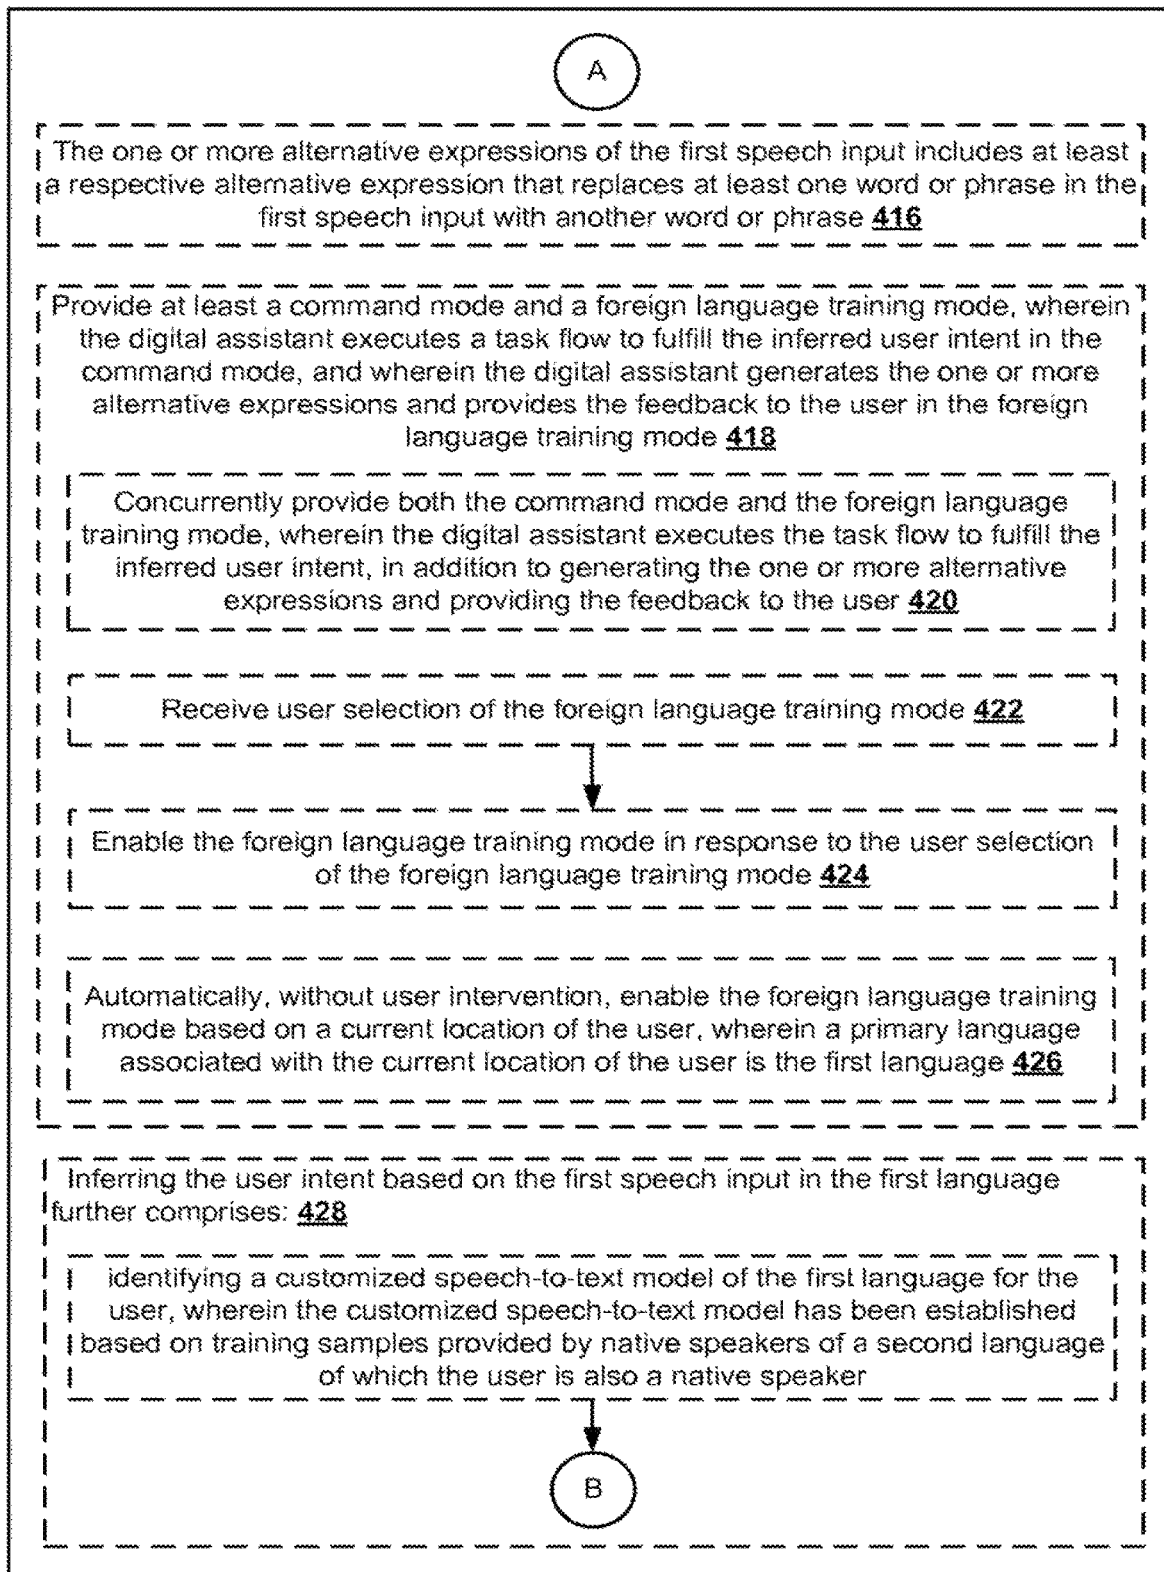 A
The one or more alternative expressions of the first speech input includes at least
a respective alternative expression that replaces at least one word or phrase in the
first speech input with another word or phrase 416
Provide at least a command mode and a foreign language training mode, wherein
the digital assistant executes a task flow to fulfill the inferred user intent in the
command mode, and wherein the digital assistant generates the one or more
alternative expressions and provides the feedback to the user in the foreign
language training mode 418
Concurrently provide both the command mode and the foreign language
training mode, wherein the digital assistant executes the task flow to fulfill the
inferred user intent, in addition to generating the one or more alternative
expressions and providing the feedback to the user 420
Receive user selection of the foreign language training mode 422
Enable the foreign language training mode in response to the user selection
of the foreign language training mode 424
Automatically, without user intervention, enable the foreign language training
mode based on a current location of the user, wherein a primary language
associated with the current location of the user is the first language 426
Inferring the user intent based on the first speech input in the first language
further comprises: 428
identifying a customized speech-to-text model of the first language for the
user, wherein the customized speech-to-text model has been established
based on training samples provided by native speakers of a second language
of which the user is also a native speaker
B